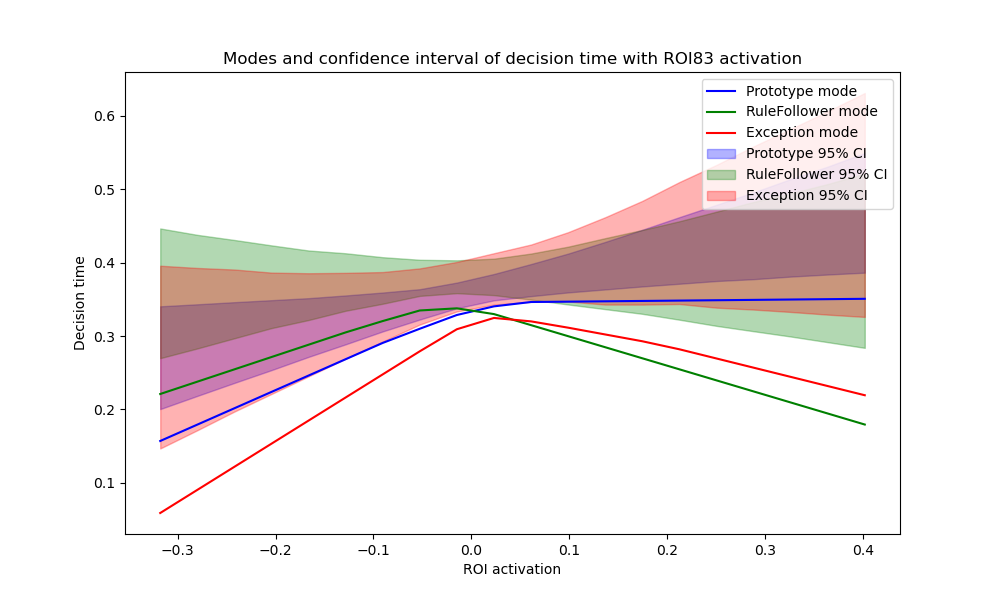 Modes and confidence interval of decision time with ROI83 activation
Prototype mode
RuleFollower mode
Exception mode
Prototype 95% CI
RuleFollower 95% CI
Exception 95% CI
Decision time
0.6
0.5
0.4
0.3
0.2
0.1
−0.3
−0.2
−0.1
0.0
0.1
0.2
0.3
0.4
ROI activation